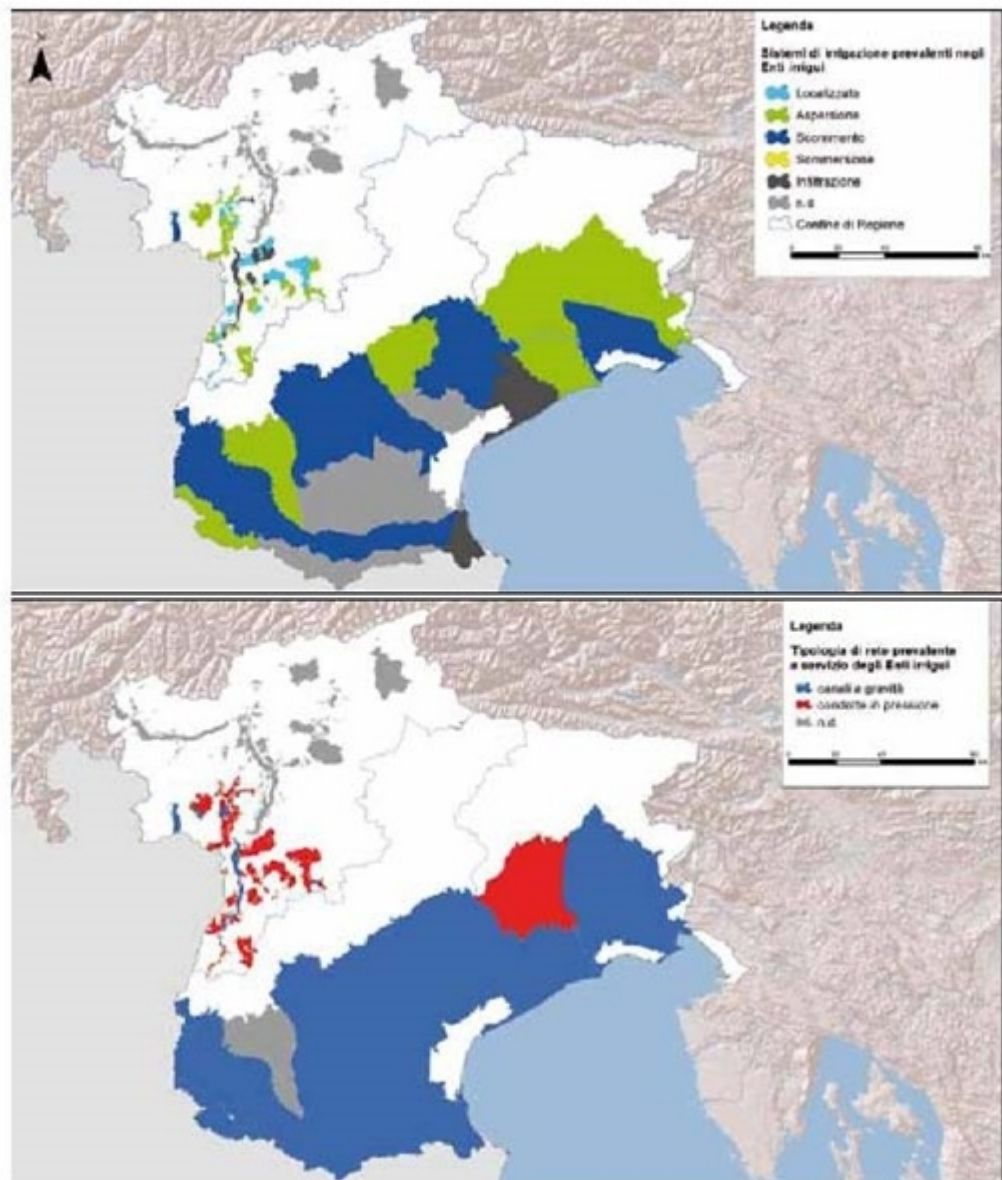 Legenda
Sistemi di irrigazione prevalenti negli
Enti irrigui
Localizzata
Aspersione
Scorrimento
Sommersione
Infiltrazione
n.d
Confine di Regione
Legenda
Tipologia di rete prevalente
a servizio degli Enti irrigui
canali a gravità
condotte in pressione
n.d.